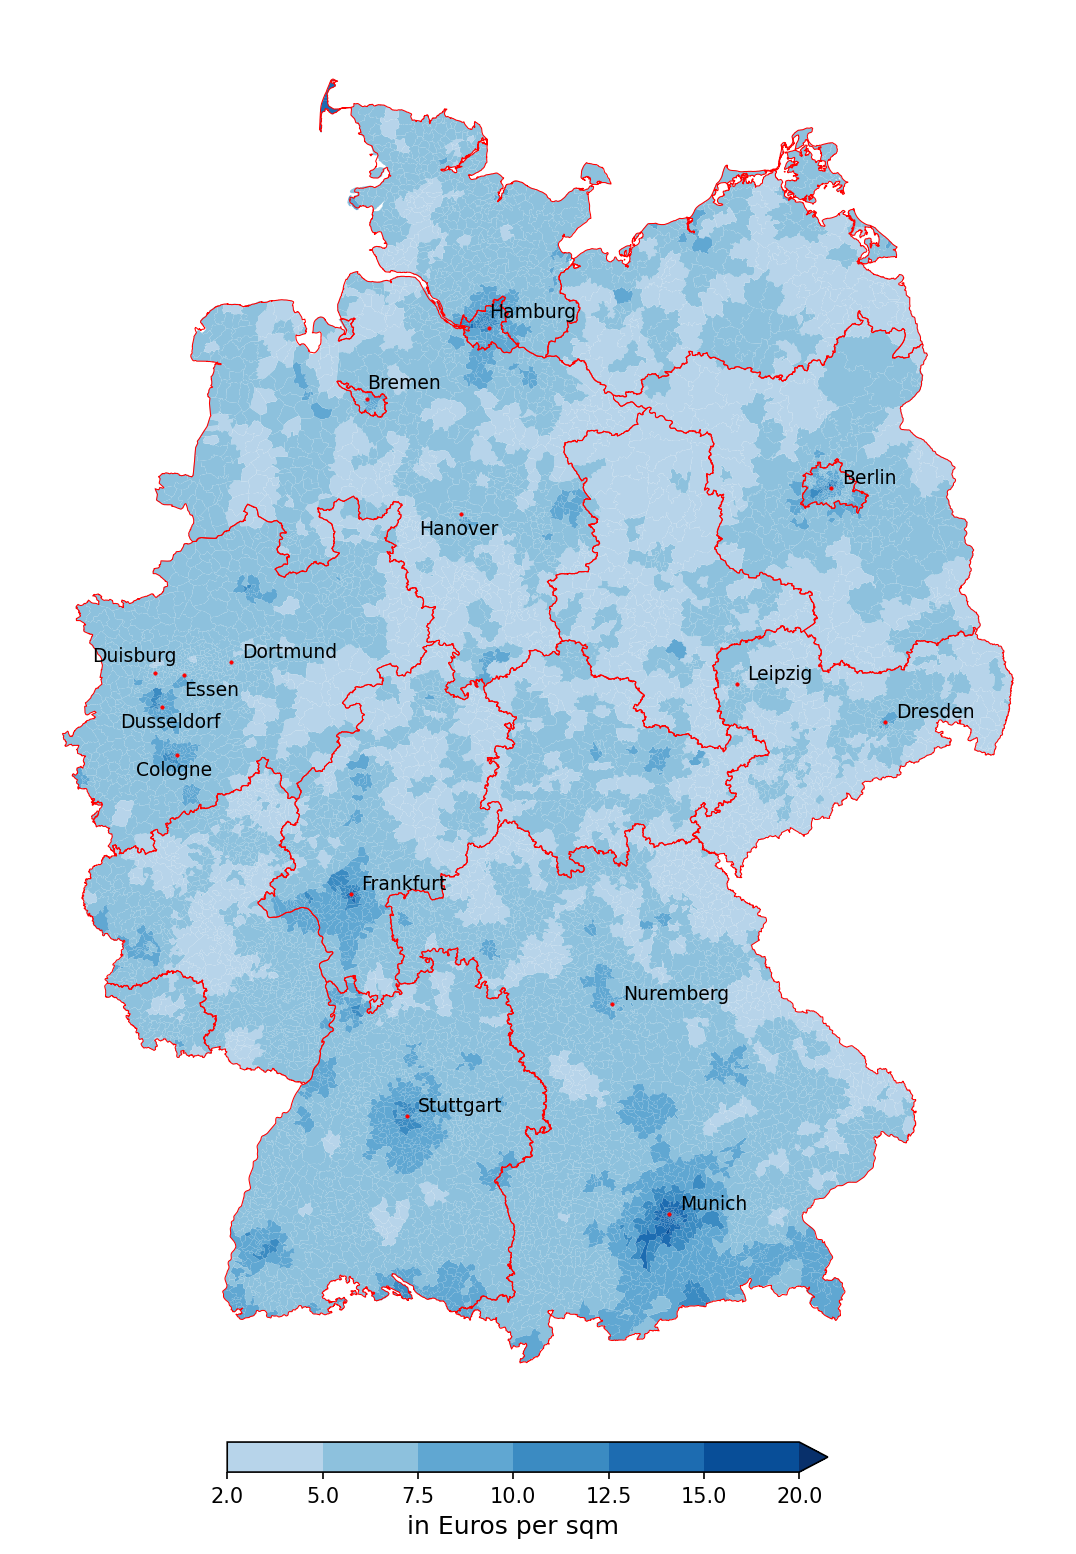 Hamburg
Bremen
Berlin
Hanover
Dortmund
Duisburg
Essen
Leipzig
Dusseldorf
Dresden
Cologne
Frankfurt
Nuremberg
Stuttgart
Munich
2.0 5.0 7.5 10.0 12.5 15.0 20.0
in Euros per sqm